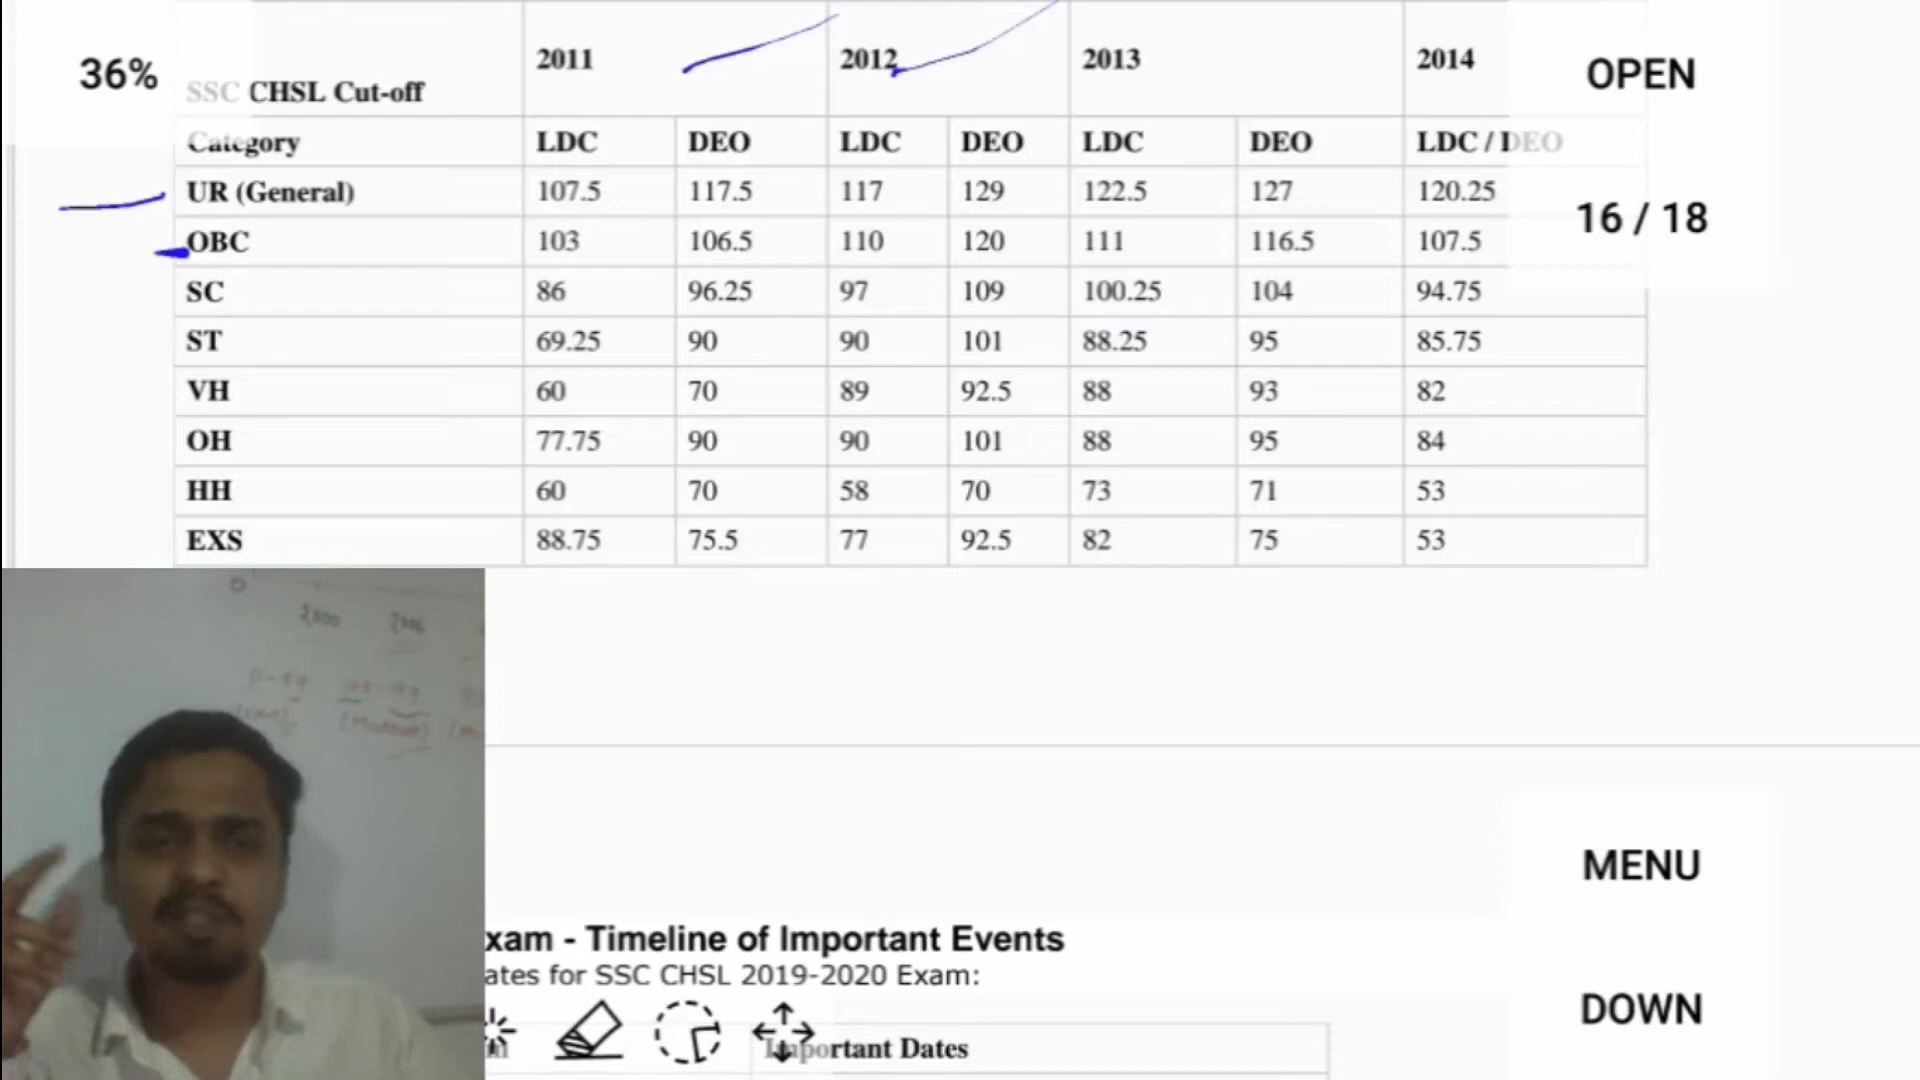 36%
2011 2012 2013 2014
OPEN
SSC CHSL Cut-off
Category LDC DEO LDC DEO LDC DEO LDC / DEO
UR (General) 107.5 117.5 117 129 122.5 127 120.25
16 / 18
OBC 103 106.5 110 120 111 116.5 107.5
SC 86 96.25 97 109 100.25 104 94.75
ST 69.25 90 90 101 88.25 95 85.75
VH 60 70 89 92.5 88 93 82
OH 77.75 90 90 101 88 95 84
HH 60 70 58 70 73 71 53
EXS 88.75 75.5 77 92.5 82 75 53
MENU
xam - Timeline of Important Events
ates for SSC CHSL 2019-2020 Exam:
DOWN
Important Dates